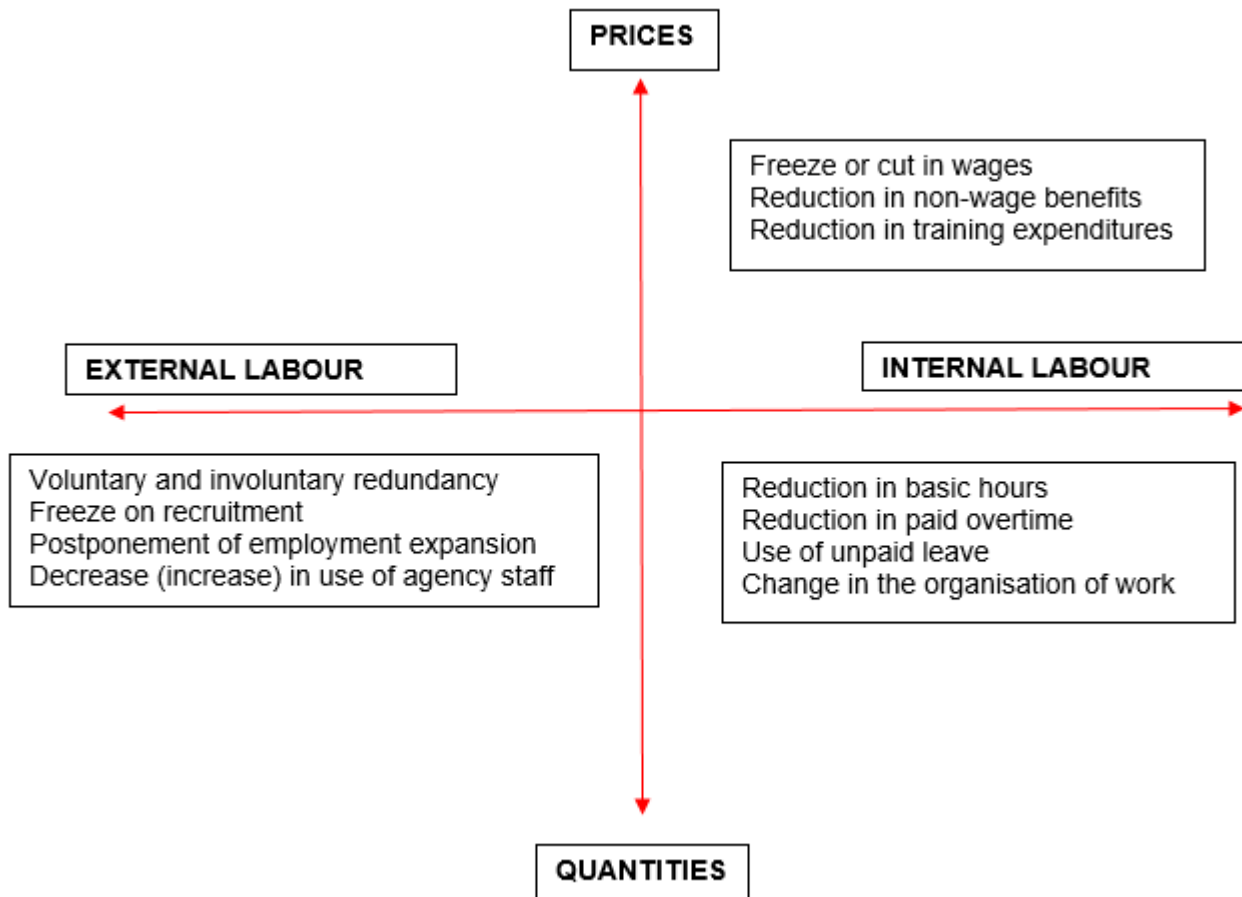 PRICES
Freeze or cut in wages
Reduction in non-wage benefits
Reduction in training expenditures
EXTERNAL LABOUR
INTERNAL LABOUR
Voluntary and involuntary redundancy
Freeze on recruitment
Postponement of employment expansion
Decrease (increase) in use of agency staff
Reduction in basic hours
Reduction in paid overtime
Use of unpaid leave
Change in the organisation of work
QUANTITIES